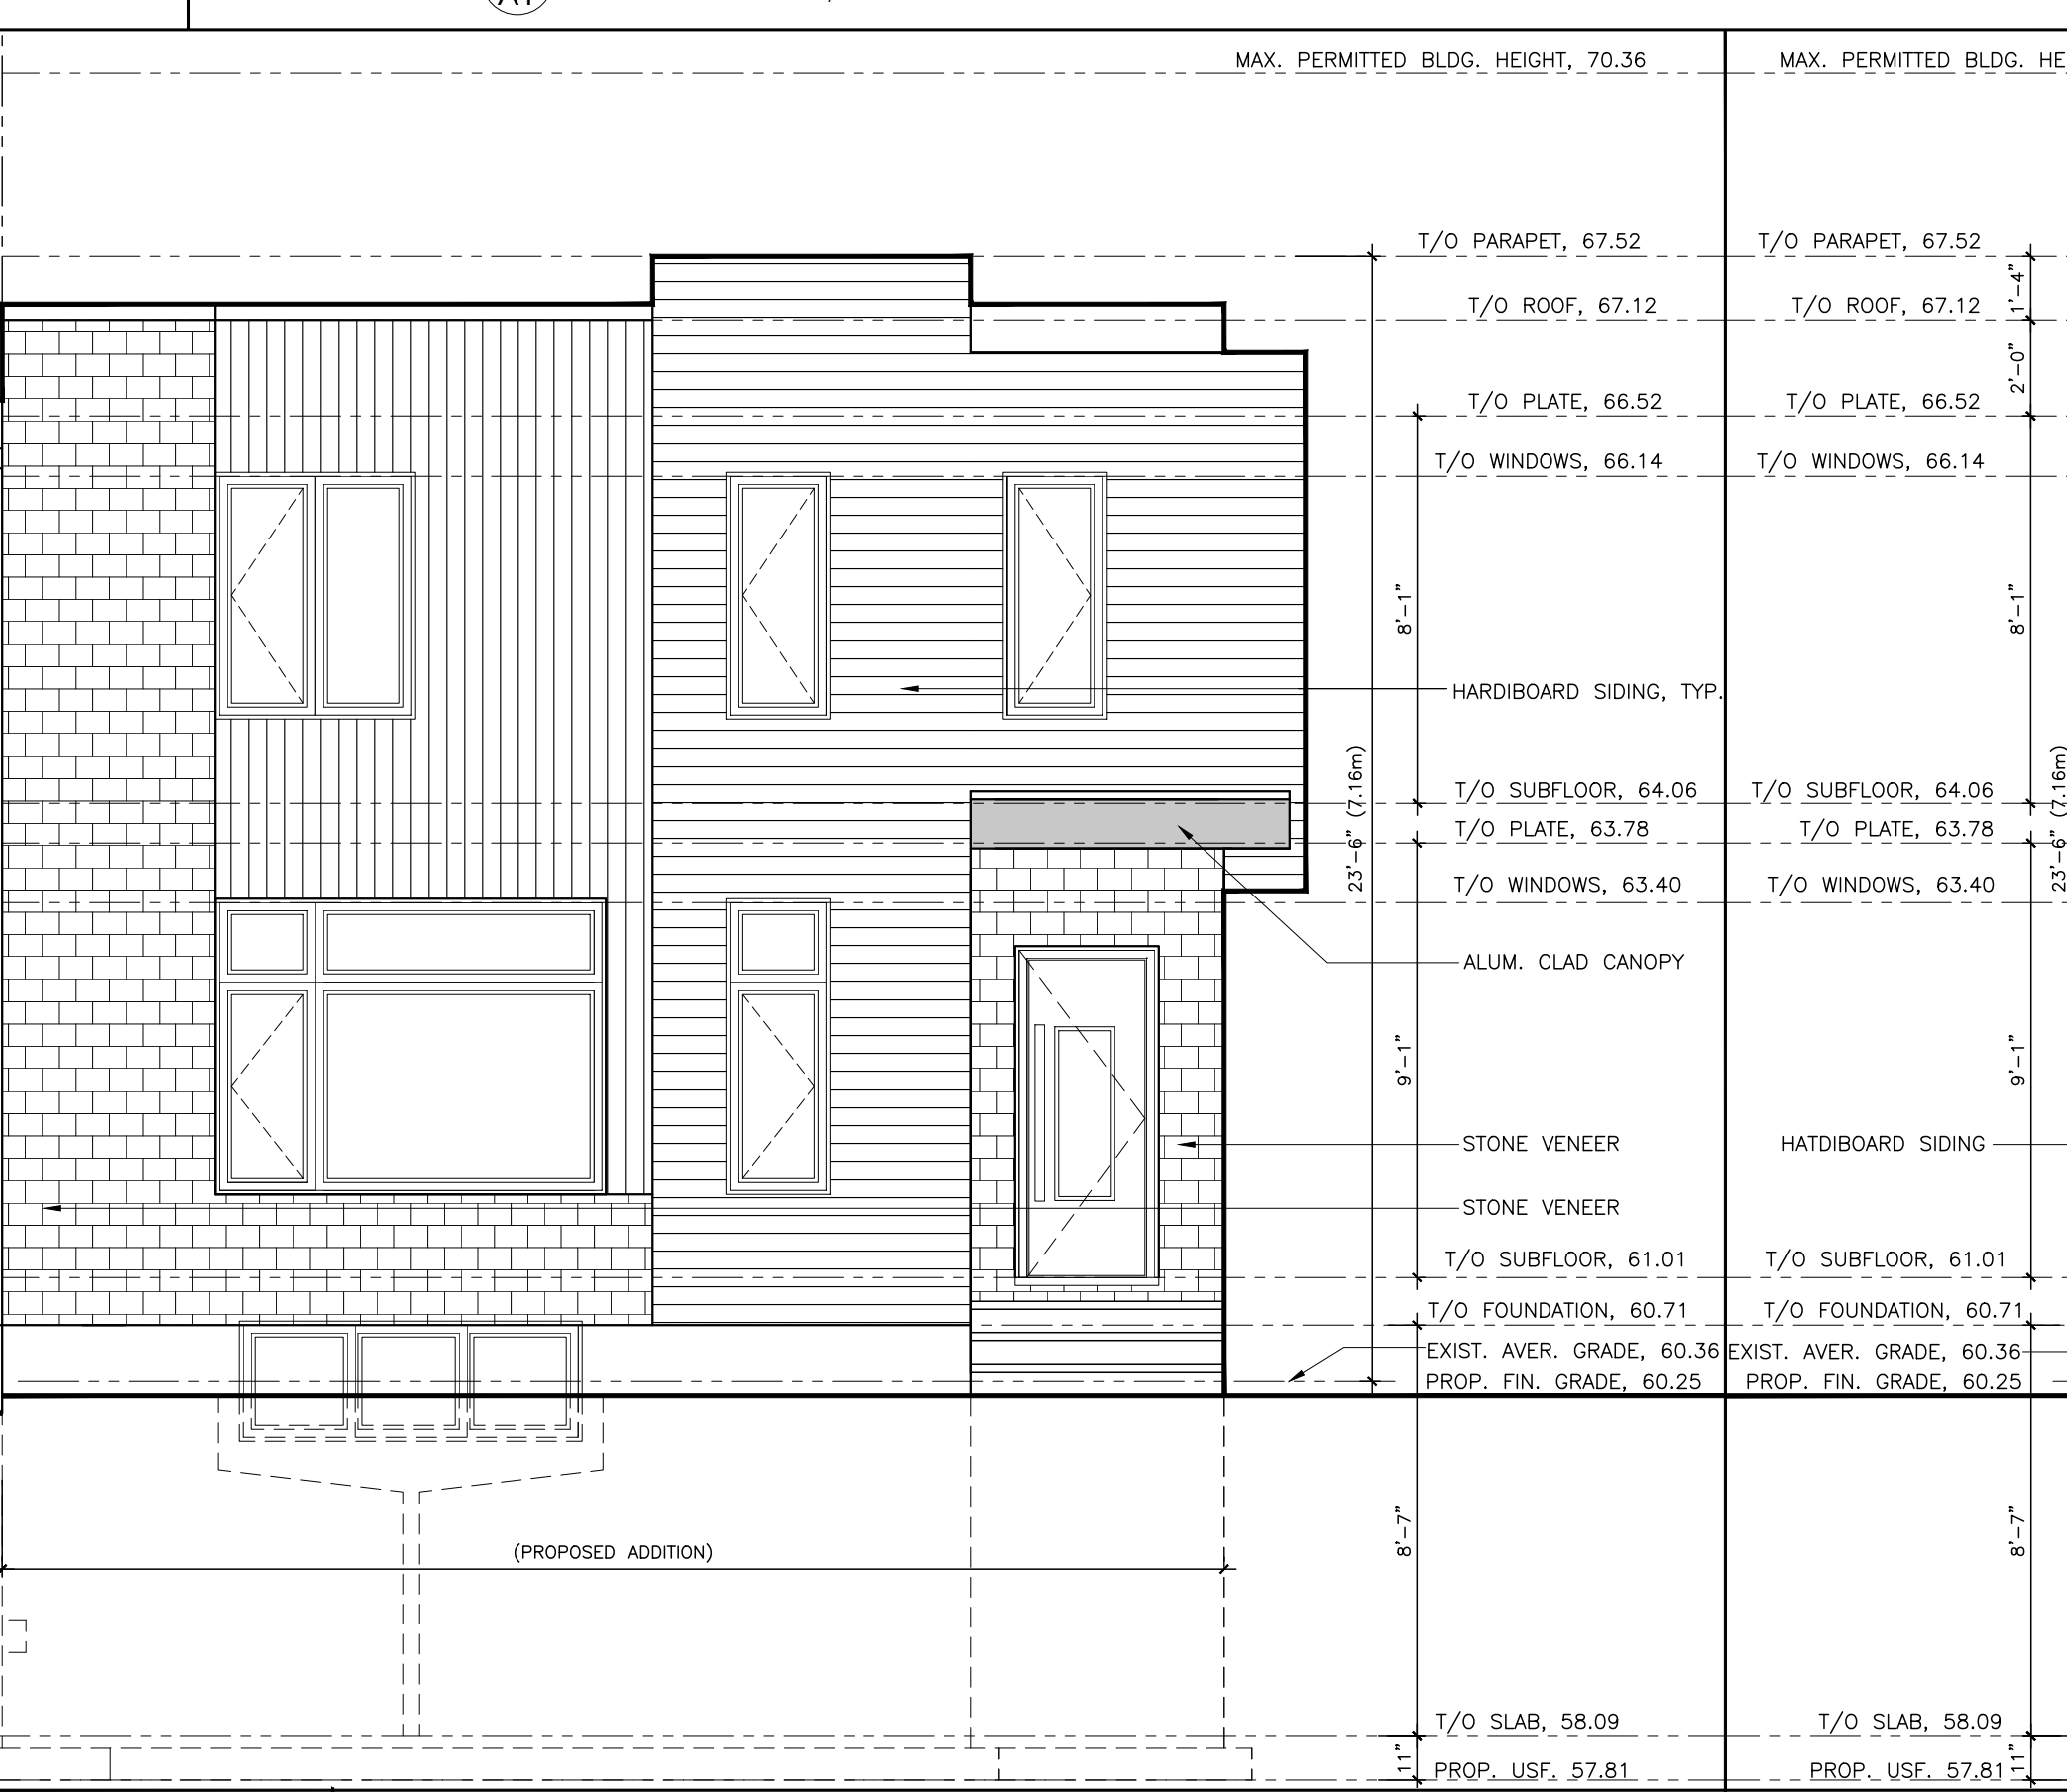 MAX. PERMITTED BLDG. HEIGHT, 70.36
MAX. PERMITTED BLDG. HE
T/O PARAPET, 67.52
T/O PARAPET, 67.52
1'-4"
T/O ROOF, 67.12
T/O ROOF, 67.12
2'-0"
T/O PLATE, 66.52
T/O PLATE, 66.52
T/O WINDOWS, 66.14
T/O WINDOWS, 66.14
8'-1"
8'-1"
HARDIBOARD SIDING, TYP.
23'-6" (7.16m)
23'-6" (7.16m)
T/O SUBFLOOR, 64.06
T/O SUBFLOOR, 64.06
T/O PLATE, 63.78
T/O PLATE, 63.78
T/O WINDOWS, 63.40
T/O WINDOWS, 63.40
ALUM. CLAD CANOPY
9'-1"
9'-1"
STONE VENEER
HATDIBOARD SIDING
STONE VENEER
T/O SUBFLOOR, 61.01
T/O SUBFLOOR, 61.01
T/O FOUNDATION, 60.71
T/O FOUNDATION, 60.71
EXIST. AVER. GRADE, 60.36
EXIST. AVER. GRADE, 60.36
PROP. FIN. GRADE, 60.25
PROP. FIN. GRADE, 60.25
8'-7"
8'-7"
(PROPOSED ADDITION)
T/O SLAB, 58.09
T/O SLAB, 58.09
11"
11"
PROP. USF. 57.81
PROP. USF. 57.81